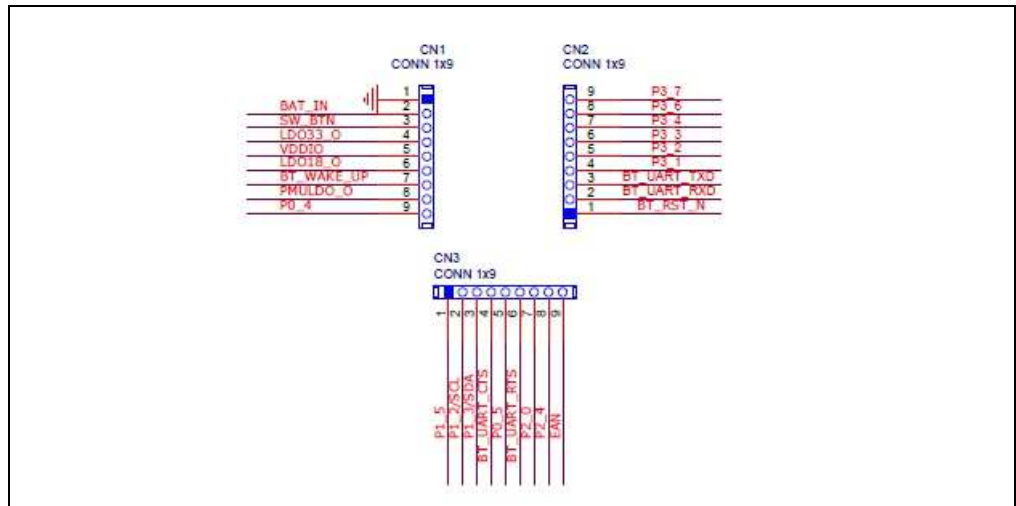 CN1
CONN 1x9
1
2 BAT_IN
3 SW_BTN
4 LDO33_O
5 VDDIO
6 LDO18_O
7 BT_WAKE_UP
8 PMULDO_O
9 P0_4
CN2
CONN 1x9
9 P3_7
8 P3_6
7 P3_4
6 P3_3
5 P3_2
4 P3_1
3 BT_UART_TXD
2 BT_UART_RXD
1 BT_RST_N
CN3
CONN 1x9
1 P1_5
2 P1_2/SCL
3 P1_3/SDA
4 BT_UART_CTS
5 P0_5
6 BT_UART_RTS
7 P2_0
8 P2_4
9 EAN